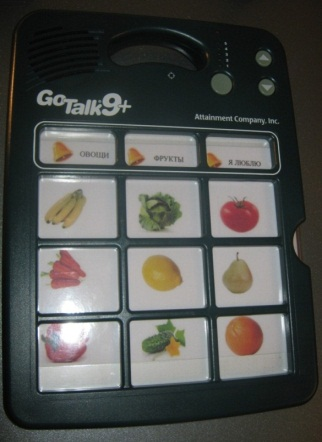 GoTalk9+
Attainment Company, Inc.
ОВОЩИ
ФРУКТЫ
Я ЛЮБЛЮ